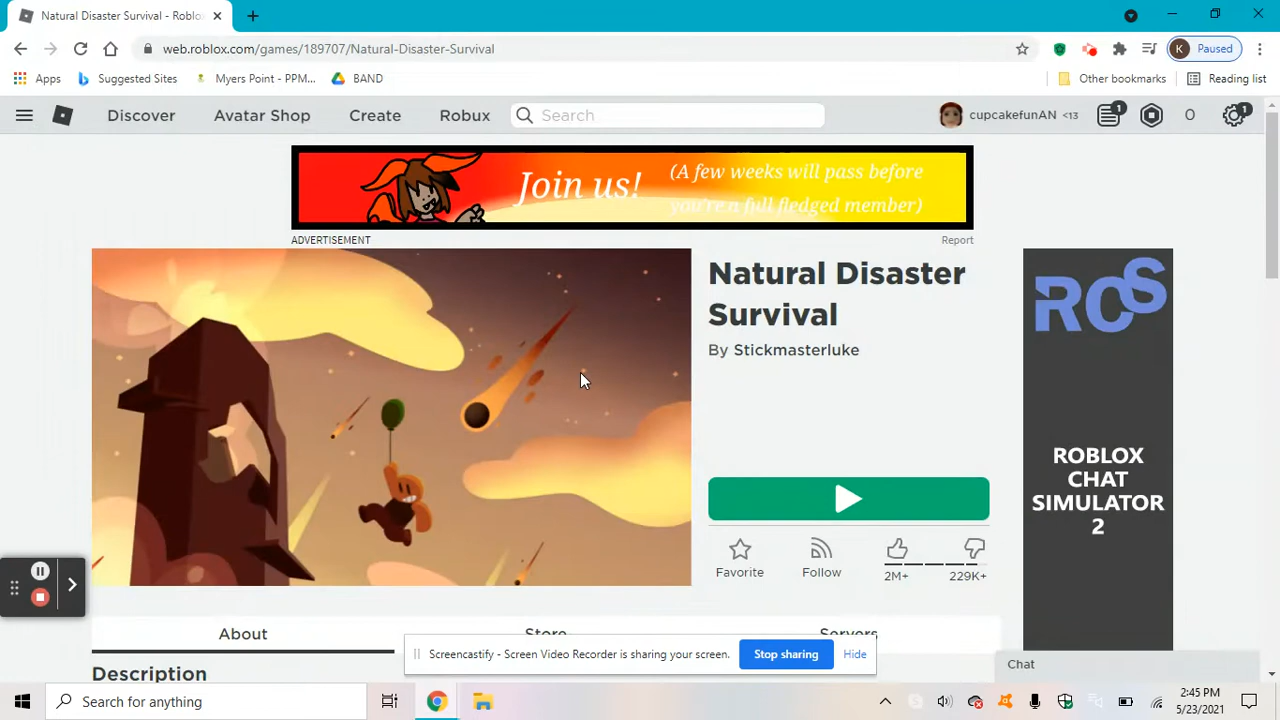 Natural Disaster Survival - Roblo
web.roblox.com/games/189707/Natural-Disaster-Survival
K Paused
Apps Suggested Sites Myers Point - PPM... BAND Other bookmarks Reading list
Discover Avatar Shop Create Robux Search cupcakefunAN <13 1 0 1
Join us!
(A few weeks will pass before
you're a full fledged member)
ADVERTISEMENT Report
Natural Disaster
Survival
By Stickmasterluke
ROS
ROBLOX
CHAT
SIMULATOR
2
Favorite Follow 2M+ 229K+
About Store Servers
Screencastify - Screen Video Recorder is sharing your screen. Stop sharing Hide
Chat
Description
Search for anything
2:45 PM
5/23/2021